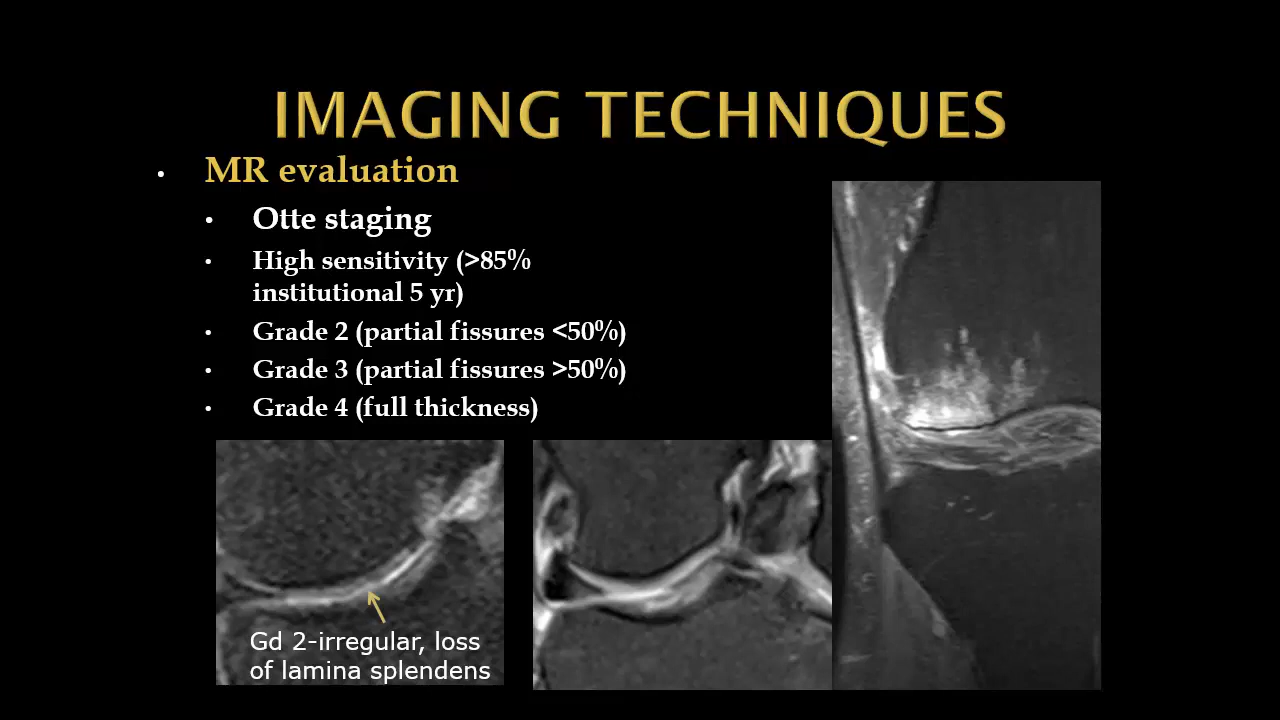 IMAGING TECHNIQUES
• MR evaluation
• Otte staging
• High sensitivity (>85%
institutional 5 yr)
• Grade 2 (partial fissures <50%)
• Grade 3 (partial fissures >50%)
• Grade 4 (full thickness)
Gd 2-irregular, loss
of lamina splendens